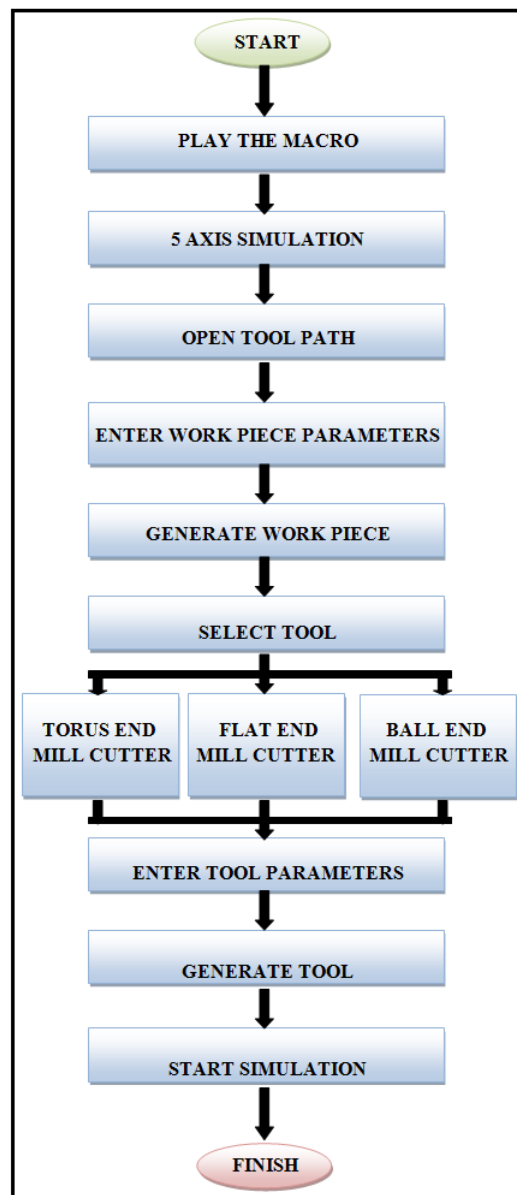 START
PLAY THE MACRO
5 AXIS SIMULATION
OPEN TOOL PATH
ENTER WORK PIECE PARAMETERS
GENERATE WORK PIECE
SELECT TOOL
TORUS END
MILL CUTTER
FLAT END
MILL CUTTER
BALL END
MILL CUTTER
ENTER TOOL PARAMETERS
GENERATE TOOL
START SIMULATION
FINISH